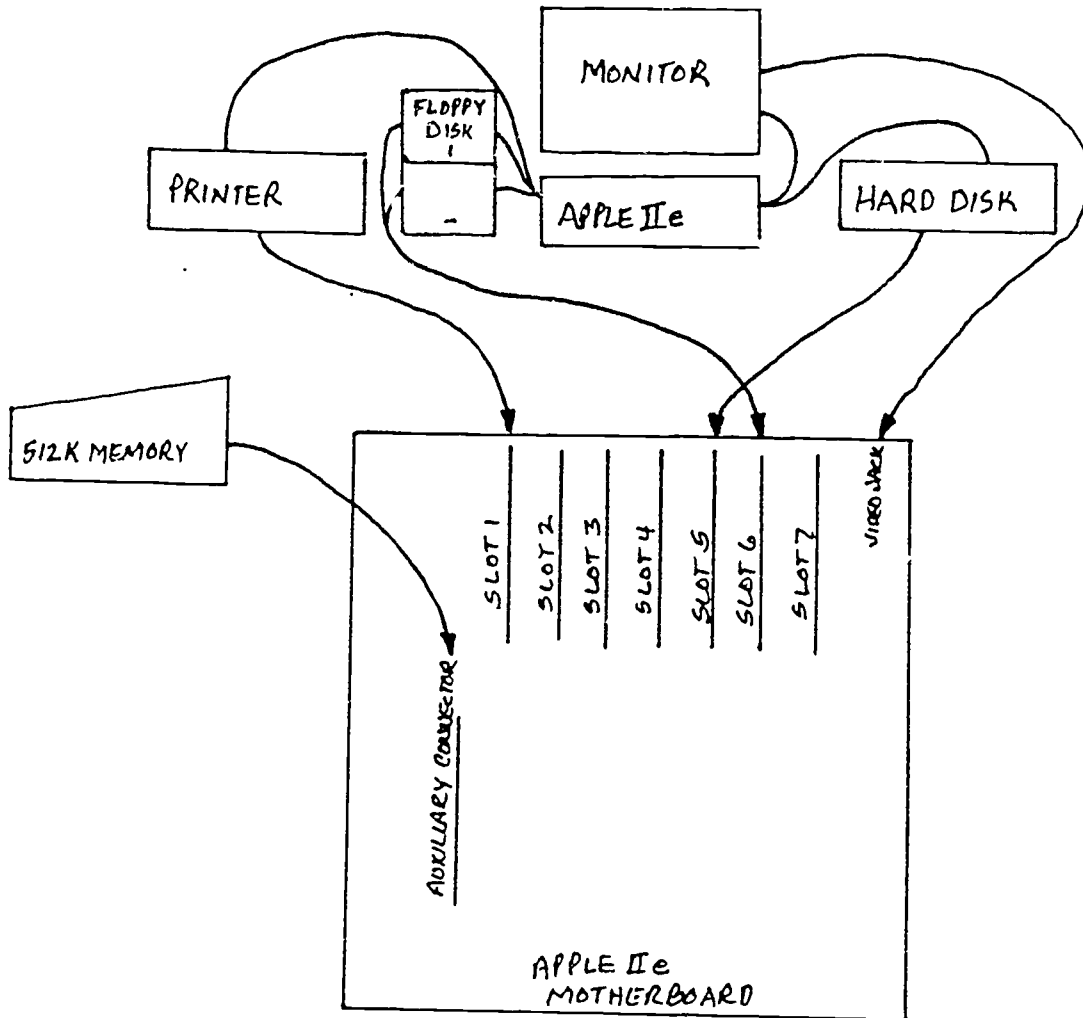 MONITOR
FLOPPY
DISK
1
-
PRINTER
APPLE IIe
HARD DISK
512K MEMORY
SLOT 1
SLOT 2
SLOT 3
SLOT 4
SLOT 5
SLOT 6
SLOT 7
VIDEO JACK
AUXILLARY CONNECTOR
APPLE IIe
MOTHERBOARD